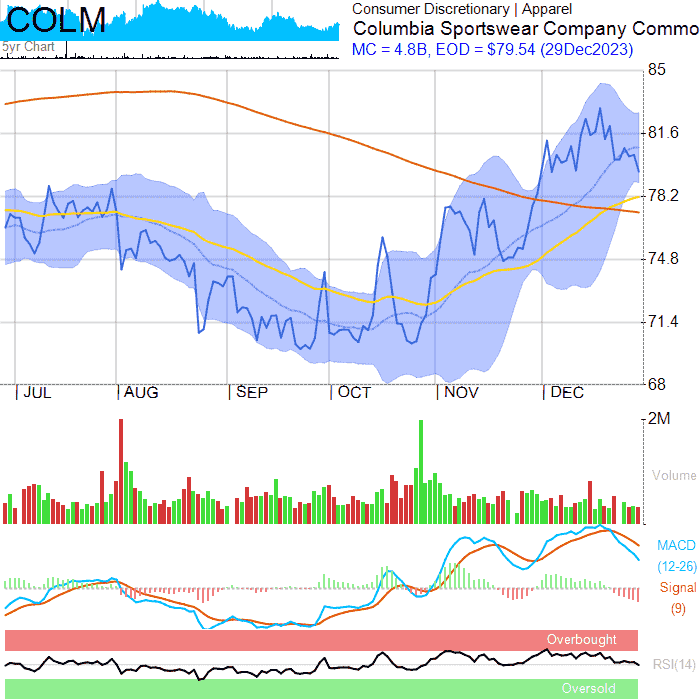 COLM
5yr Chart
Consumer Discretionary | Apparel
Columbia Sportswear Company Commo
MC = 4.8B, EOD = $79.54 (29Dec2023)
85
81.6
78.2
74.8
71.4
68
| JUL | AUG | SEP | OCT | NOV | DEC
2M
Volume
MACD
(12-26)
Signal
(9)
Overbought
RSI(14)
Oversold